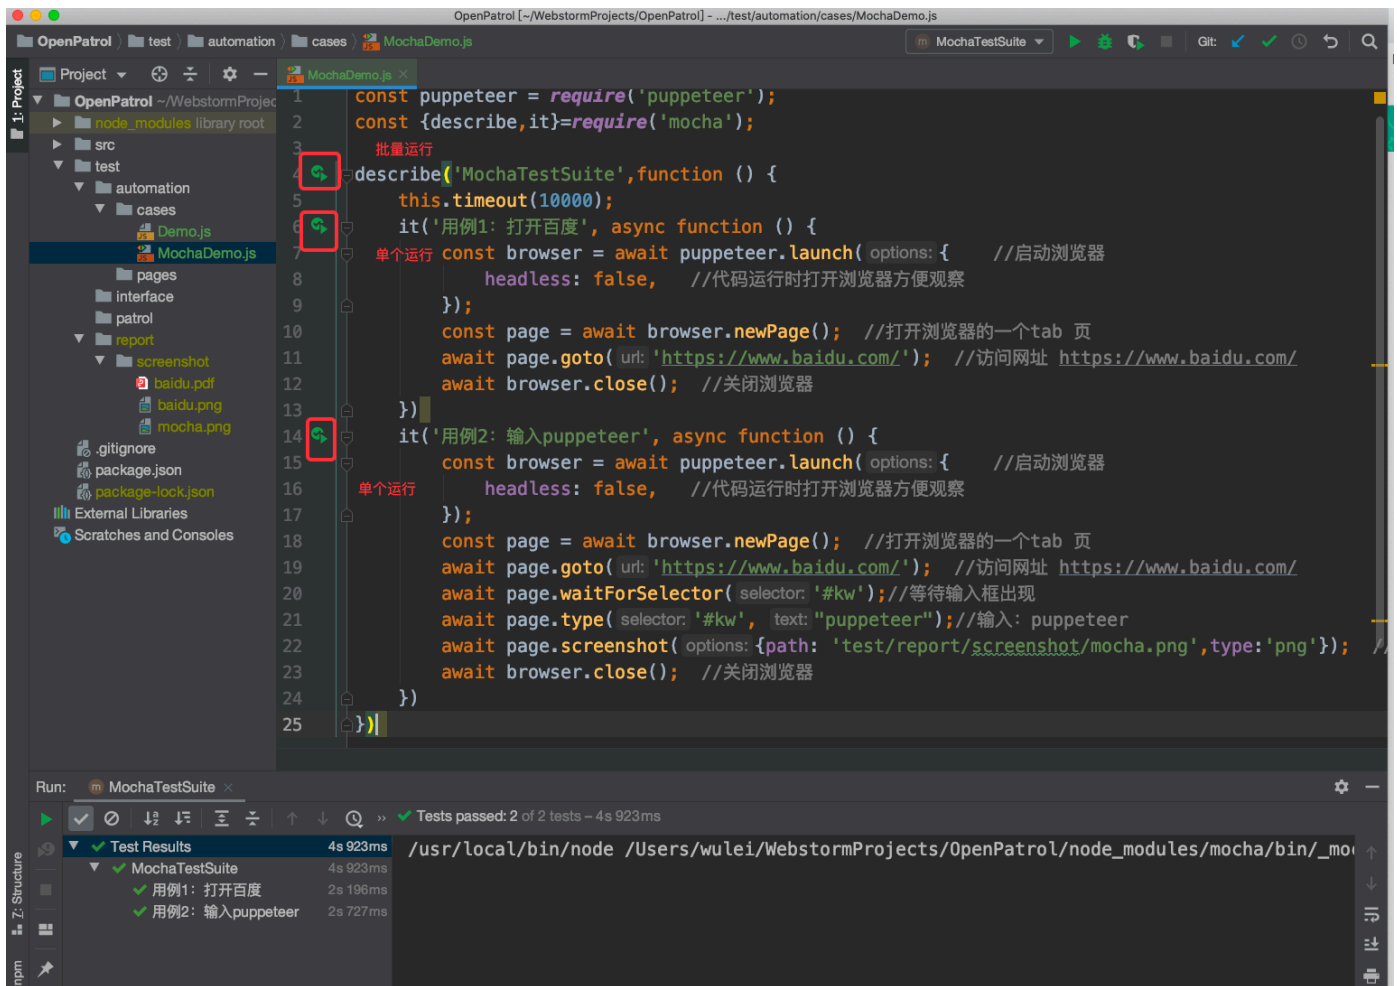 OpenPatrol [~/WebstormProjects/OpenPatrol] - .../test/automation/cases/MochaDemo.js
OpenPatrol test automation cases MochaDemo.js MochaTestSuite Git:
1: Project
Project MochaDemo.js
OpenPatrol ~/WebstormProjec
node_modules library root
src
test
automation
cases
Demo.js
MochaDemo.js
pages
interface
patrol
report
screenshot
baidu.pdf
baidu.png
mocha.png
.gitignore
package.json
package-lock.json
External Libraries
Scratches and Consoles
1 const puppeteer = require('puppeteer');
2 const {describe,it}=require('mocha');
3 批量运行
4 describe('MochaTestSuite',function () {
5 this.timeout(10000);
6 it('用例1: 打开百度', async function () {
7 单个运行 const browser = await puppeteer.launch( options: { //启动浏览器
8 headless: false, //代码运行时打开浏览器方便观察
9 });
10 const page = await browser.newPage(); //打开浏览器的一个tab 页
11 await page.goto( url: 'https://www.baidu.com/'); //访问网址 https://www.baidu.com/
12 await browser.close(); //关闭浏览器
13 })
14 it('用例2: 输入puppeteer', async function () {
15 const browser = await puppeteer.launch( options: { //启动浏览器
16 单个运行 headless: false, //代码运行时打开浏览器方便观察
17 });
18 const page = await browser.newPage(); //打开浏览器的一个tab 页
19 await page.goto( url: 'https://www.baidu.com/'); //访问网址 https://www.baidu.com/
20 await page.waitForSelector( selector: '#kw');//等待输入框出现
21 await page.type( selector: '#kw', text: "puppeteer");//输入: puppeteer
22 await page.screenshot( options: {path: 'test/report/screenshot/mocha.png',type:'png'}); //
23 await browser.close(); //关闭浏览器
24 })
25 })
Run: MochaTestSuite
Tests passed: 2 of 2 tests – 4s 923ms
Test Results 4s 923ms
MochaTestSuite 4s 923ms
用例1: 打开百度 2s 196ms
用例2: 输入puppeteer 2s 727ms
/usr/local/bin/node /Users/wulei/WebstormProjects/OpenPatrol/node_modules/mocha/bin/_mo
Z: Structure
npm